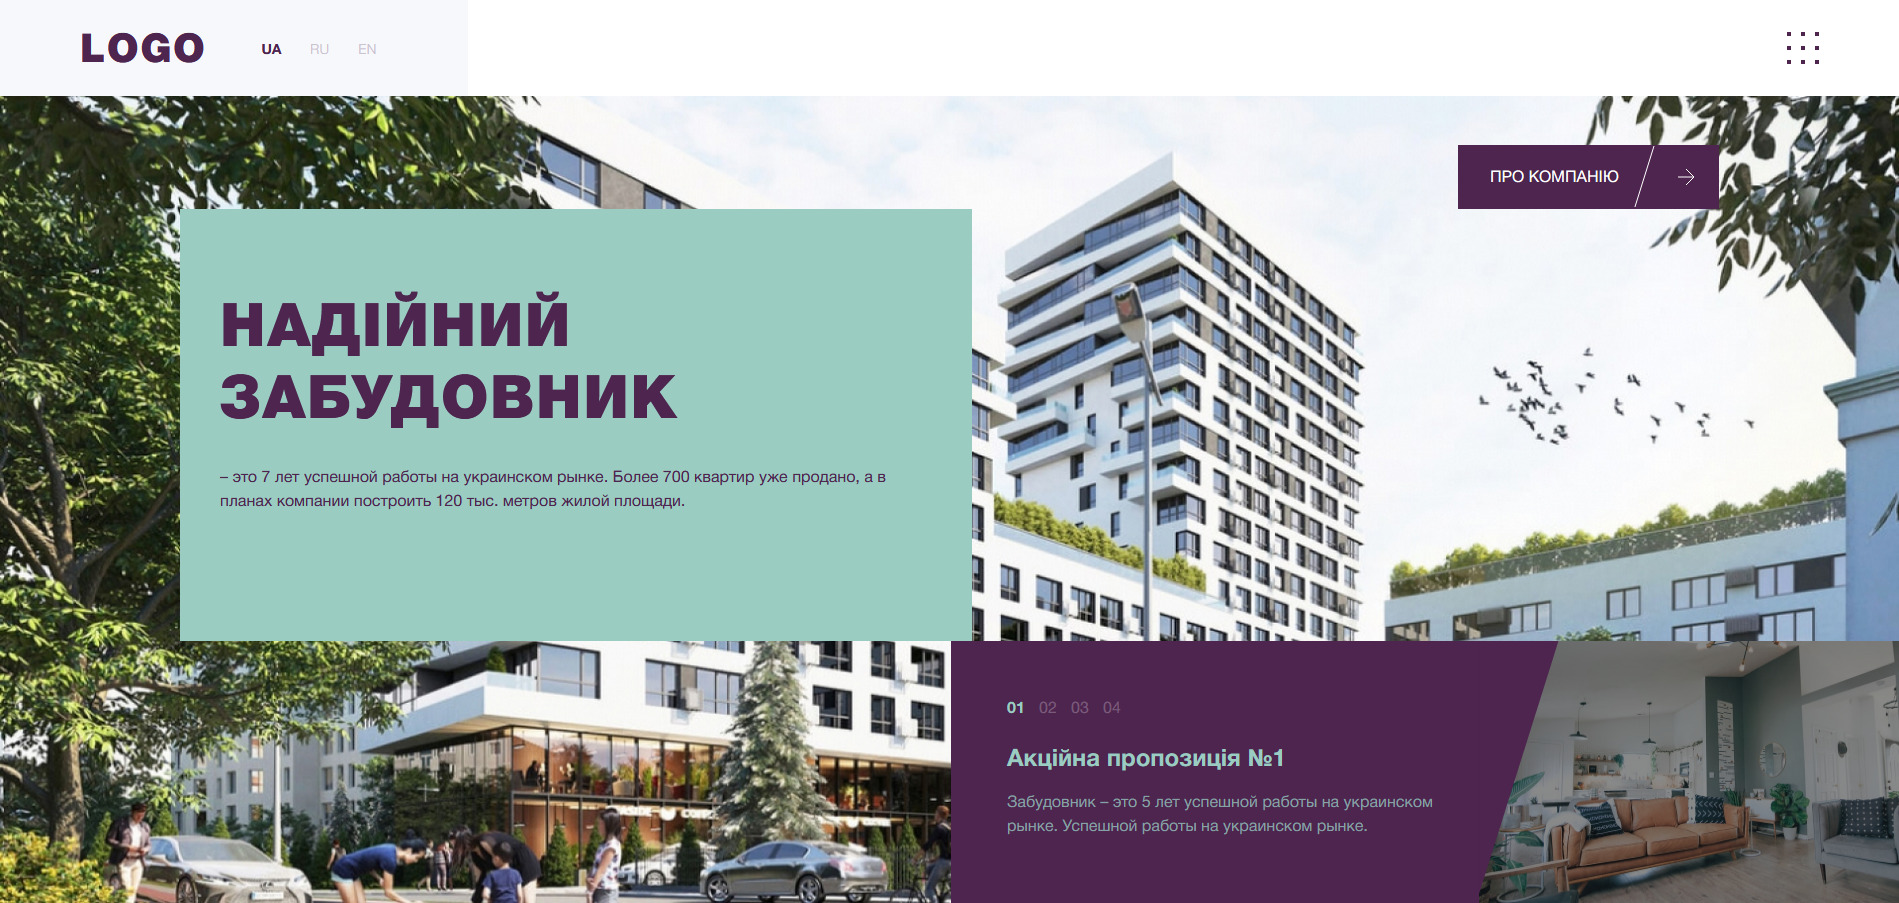 LOGO
UA RU EN
ПРО КОМПАНІЮ
НАДІЙНИЙ
ЗАБУДОВНИК
– это 7 лет успешной работы на украинском рынке. Более 700 квартир уже продано, а в
планах компании построить 120 тыс. метров жилой площади.
01 02 03 04
Акційна пропозиція №1
Забудовник – это 5 лет успешной работы на украинском
рынке. Успешной работы на украинском рынке.